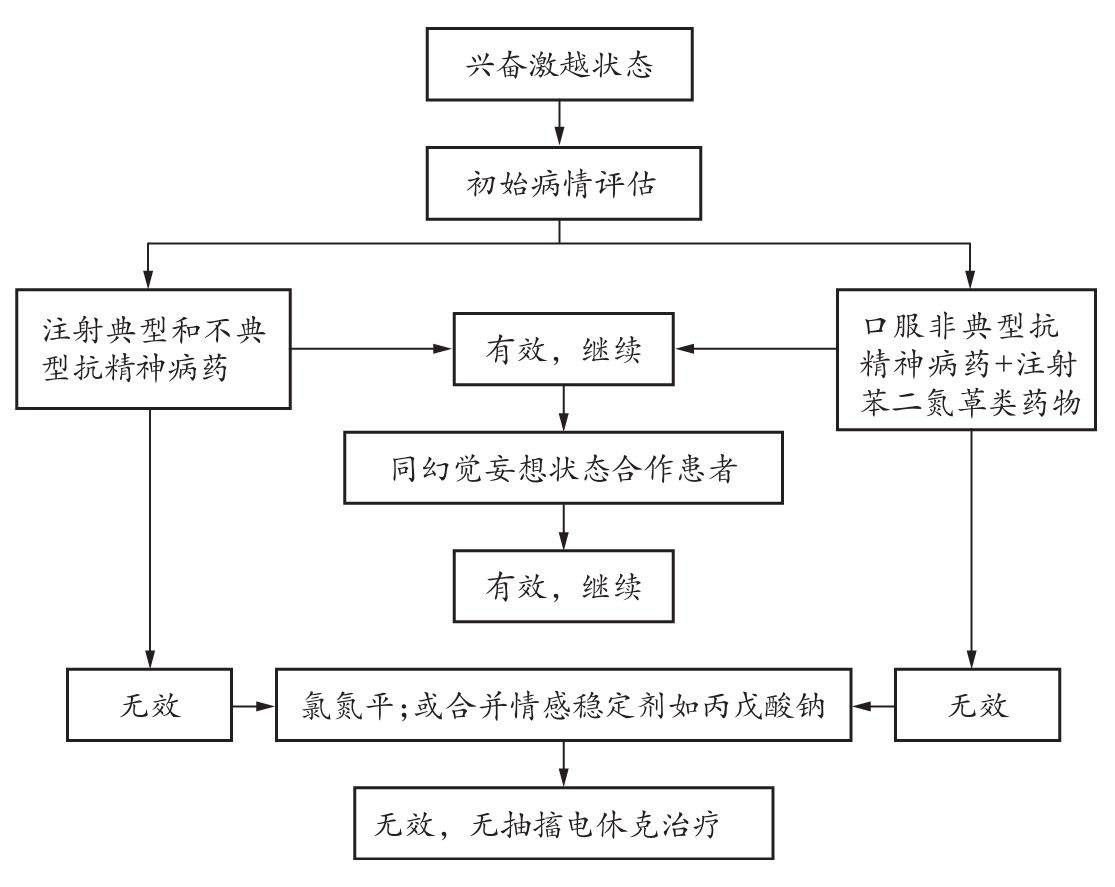 兴奋激越状态
初始病情评估
注射典型和不典
型抗精神病药
有效，继续
口服非典型抗
精神病药+注射
苯二氮䓬类药物
同幻觉妄想状态合作患者
有效，继续
无效
氯氮平;或合并情感稳定剂如丙戊酸钠
无效
无效，无抽搐电休克治疗